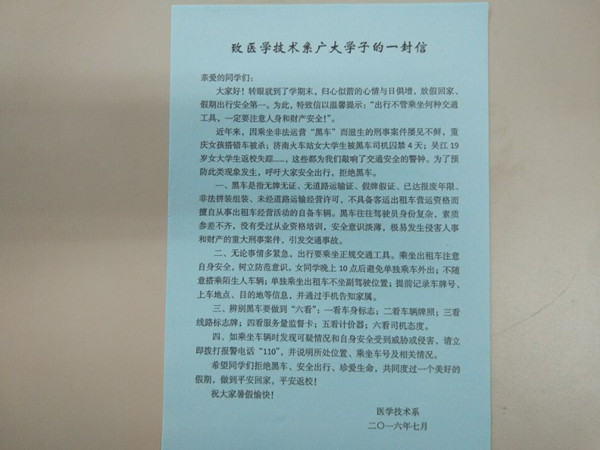 致医学技术系广大学子的一封信
亲爱的同学们：
大家好！转眼就到了学期末，归心似箭的心情与日俱增，放假回家、
假期出行安全第一。为此，特致信以温馨提示：“出行不管乘坐何种交通
工具，一定要注意人身和财产安全！”。
近年来，因乘坐非法运营“黑车”而滋生的刑事案件屡见不鲜，重
庆女孩搭错车被杀；济南火车站女大学生被黑车司机囚禁4天；吴江19
岁女大学生返校失踪……，这些都为我们敲响了交通安全的警钟。为了预
防此类现象发生，呼吁大家安全出行，拒绝黑车。
一、黑车是指无牌无证、无道路运输证、假牌假证、已达报废年限、
非法拼装组装、未经道路运输经营许可，不具备客运出租车营运资格而
擅自从事出租车经营活动的自备车辆。黑车往往驾驶员身份复杂，素质
参差不齐，没有受过从业资格培训，安全意识淡薄，极易发生侵害人事
和财产的重大刑事案件，引发交通事故。
二、无论事情多紧急，出行要乘坐正规交通工具。乘坐出租车注意
自身安全，树立防范意识，女同学晚上10点后避免单独乘车外出；不随
意搭乘陌生人车辆；单独乘坐出租车不坐副驾驶位置；提前记录车牌号、
上车地点、目的地等信息，并通过手机告知家属。
三、辨别黑车要做到“六看”：一看车身标志；二看车辆牌照；三看
线路标志牌；四看服务量监督卡；五看计价器；六看司机态度。
四、如乘坐车辆时发现可疑情况和自身安全受到威胁或侵害，请立
即拨打报警电话“110”，并说明所处位置、乘坐车号及相关情况。
希望同学们拒绝黑车、安全出行、珍爱生命，共同度过一个美好的
假期，做到平安回家，平安返校！
祝大家暑假愉快！
医学技术系
二〇一六年七月